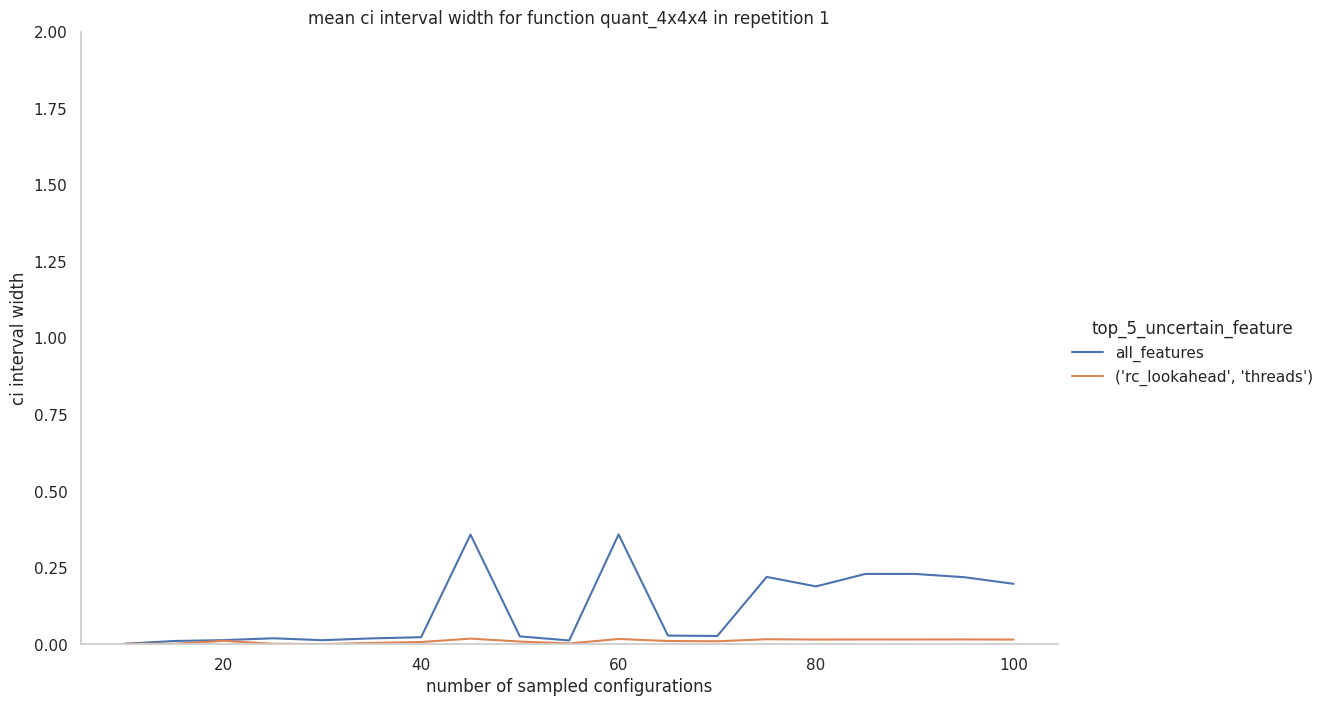 mean ci interval width for function quant_4x4x4 in repetition 1
2.00
1.75
1.50
1.25
1.00
0.75
0.50
0.25
0.00
ci interval width
20
40
60
80
100
number of sampled configurations
top_5_uncertain_feature
all_features
('rc_lookahead', 'threads')